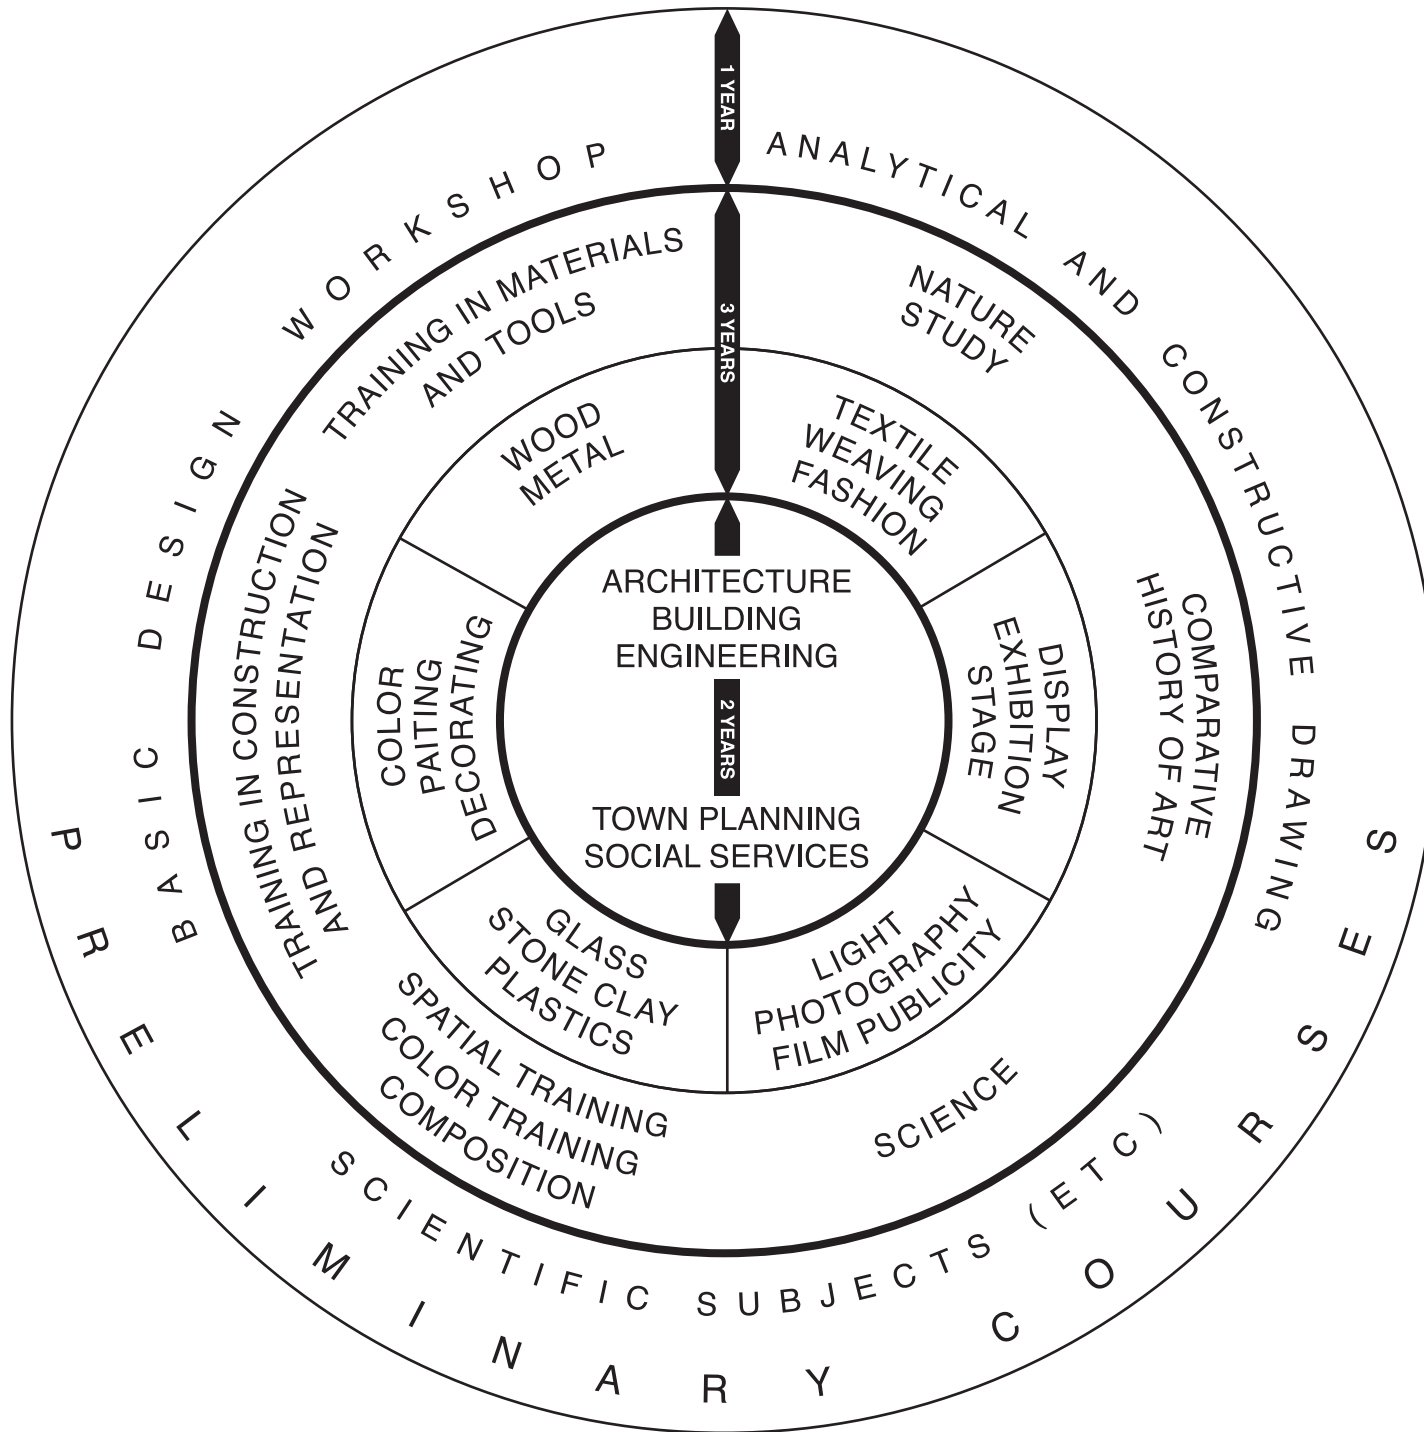 1 YEAR
3 YEARS
2 YEARS
PRELIMINARY COURSES
BASIC DESIGN WORKSHOP
ANALYTICAL AND CONSTRUCTIVE DRAWING
SCIENTIFIC SUBJECTS (ETC)
TRAINING IN MATERIALS
AND TOOLS
NATURE
STUDY
COMPARATIVE
HISTORY OF ART
SCIENCE
SPATIAL TRAINING
COLOR TRAINING
COMPOSITION
TRAINING IN CONSTRUCTION
AND REPRESENTATION
WOOD
METAL
TEXTILE
WEAVING
FASHION
DISPLAY
EXHIBITION
STAGE
LIGHT
PHOTOGRAPHY
FILM PUBLICITY
GLASS
STONE CLAY
PLASTICS
COLOR
PAITING
DECORATING
ARCHITECTURE
BUILDING
ENGINEERING
TOWN PLANNING
SOCIAL SERVICES